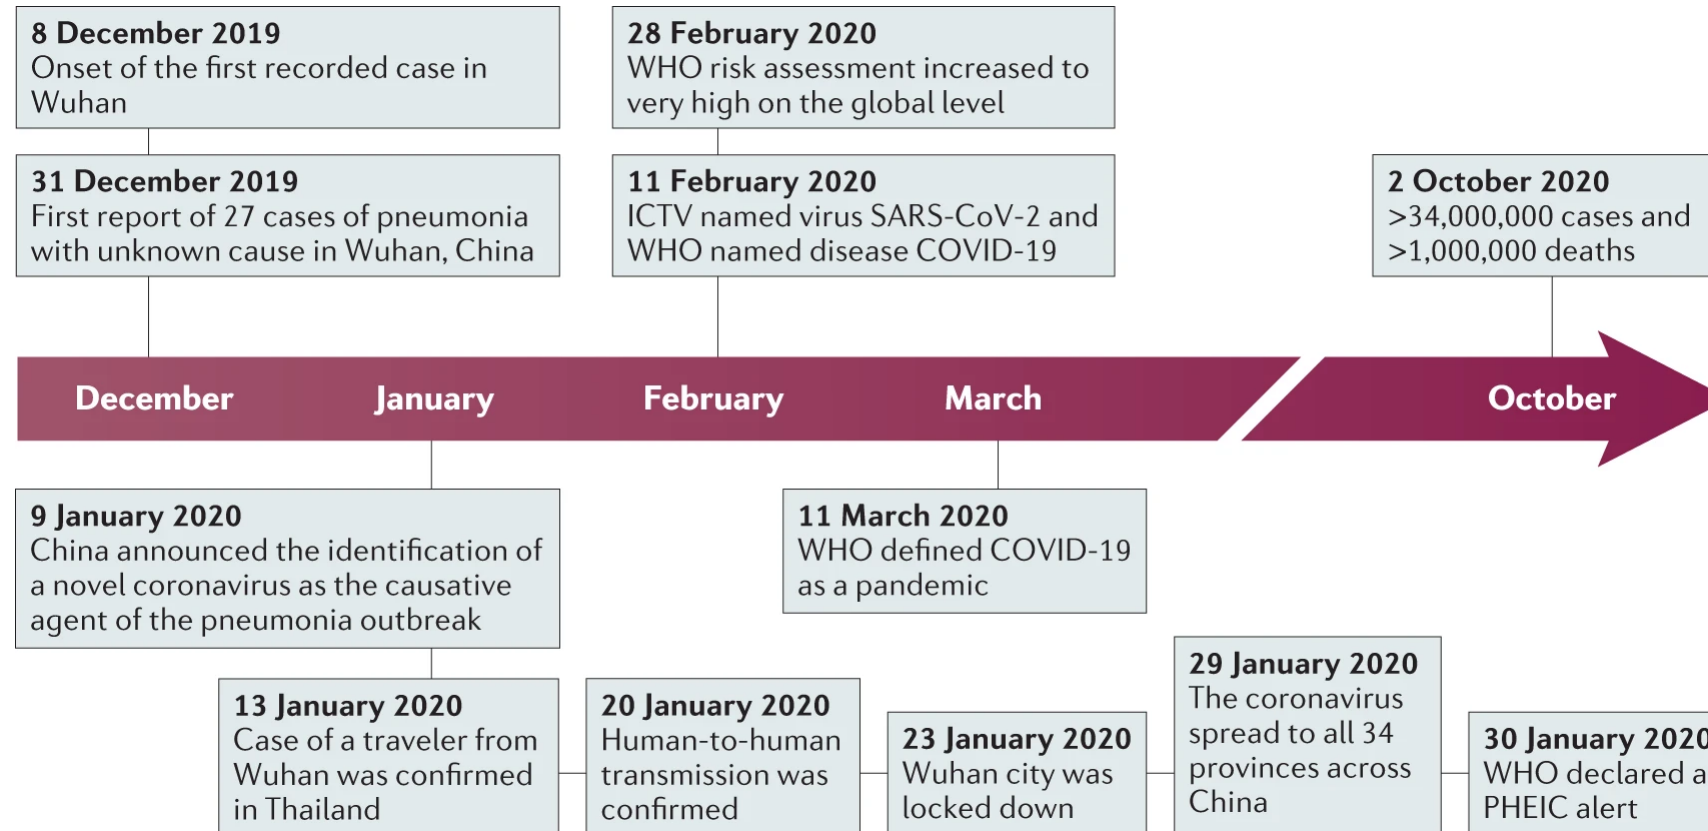 8 December 2019
Onset of the first recorded case in
Wuhan
31 December 2019
First report of 27 cases of pneumonia
with unknown cause in Wuhan, China
28 February 2020
WHO risk assessment increased to
very high on the global level
11 February 2020
ICTV named virus SARS-CoV-2 and
WHO named disease COVID-19
2 October 2020
>34,000,000 cases and
>1,000,000 deaths
December
January
February
March
October
9 January 2020
China announced the identification of
a novel coronavirus as the causative
agent of the pneumonia outbreak
11 March 2020
WHO defined COVID-19
as a pandemic
13 January 2020
Case of a traveler from
Wuhan was confirmed
in Thailand
20 January 2020
Human-to-human
transmission was
confirmed
23 January 2020
Wuhan city was
locked down
29 January 2020
The coronavirus
spread to all 34
provinces across
China
30 January 2020
WHO declared a
PHEIC alert